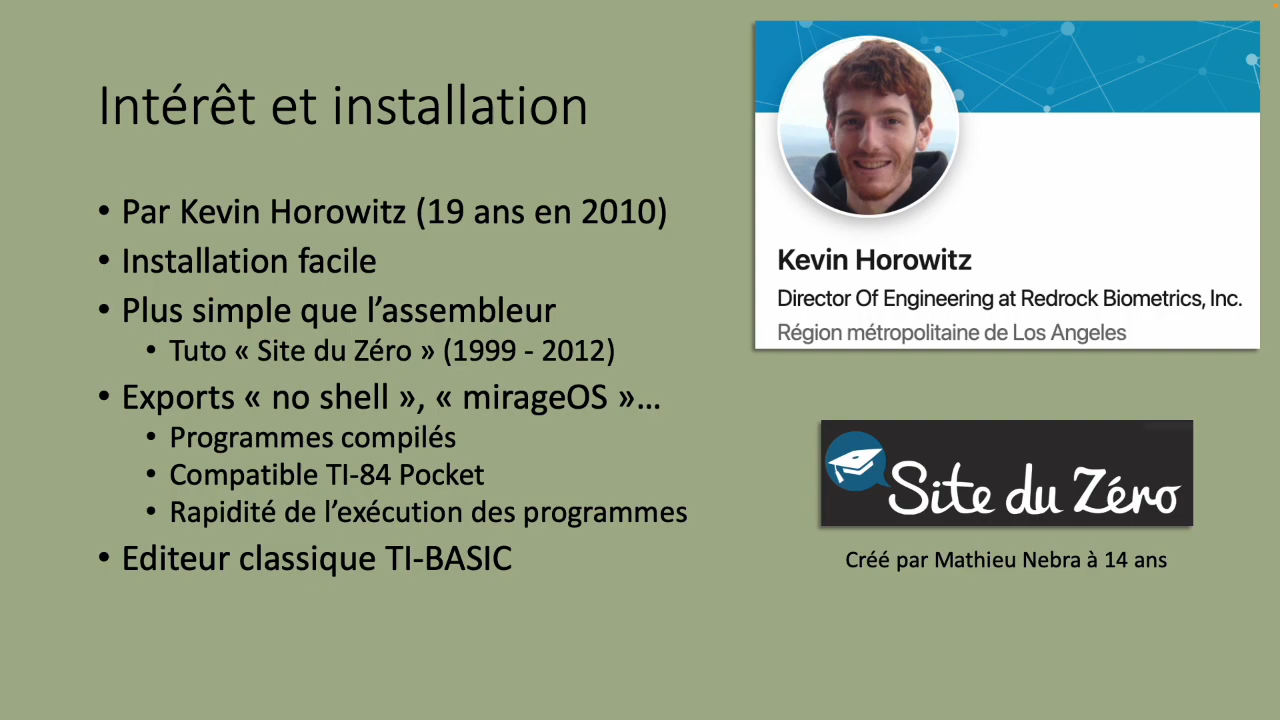 Intérêt et installation
• Par Kevin Horowitz (19 ans en 2010)
• Installation facile
• Plus simple que l’assembleur
• Tuto « Site du Zéro » (1999 - 2012)
• Exports « no shell », « mirageOS »…
• Programmes compilés
• Compatible TI-84 Pocket
• Rapidité de l’exécution des programmes
• Editeur classique TI-BASIC
Kevin Horowitz
Director Of Engineering at Redrock Biometrics, Inc.
Région métropolitaine de Los Angeles
Site du Zéro
Créé par Mathieu Nebra à 14 ans